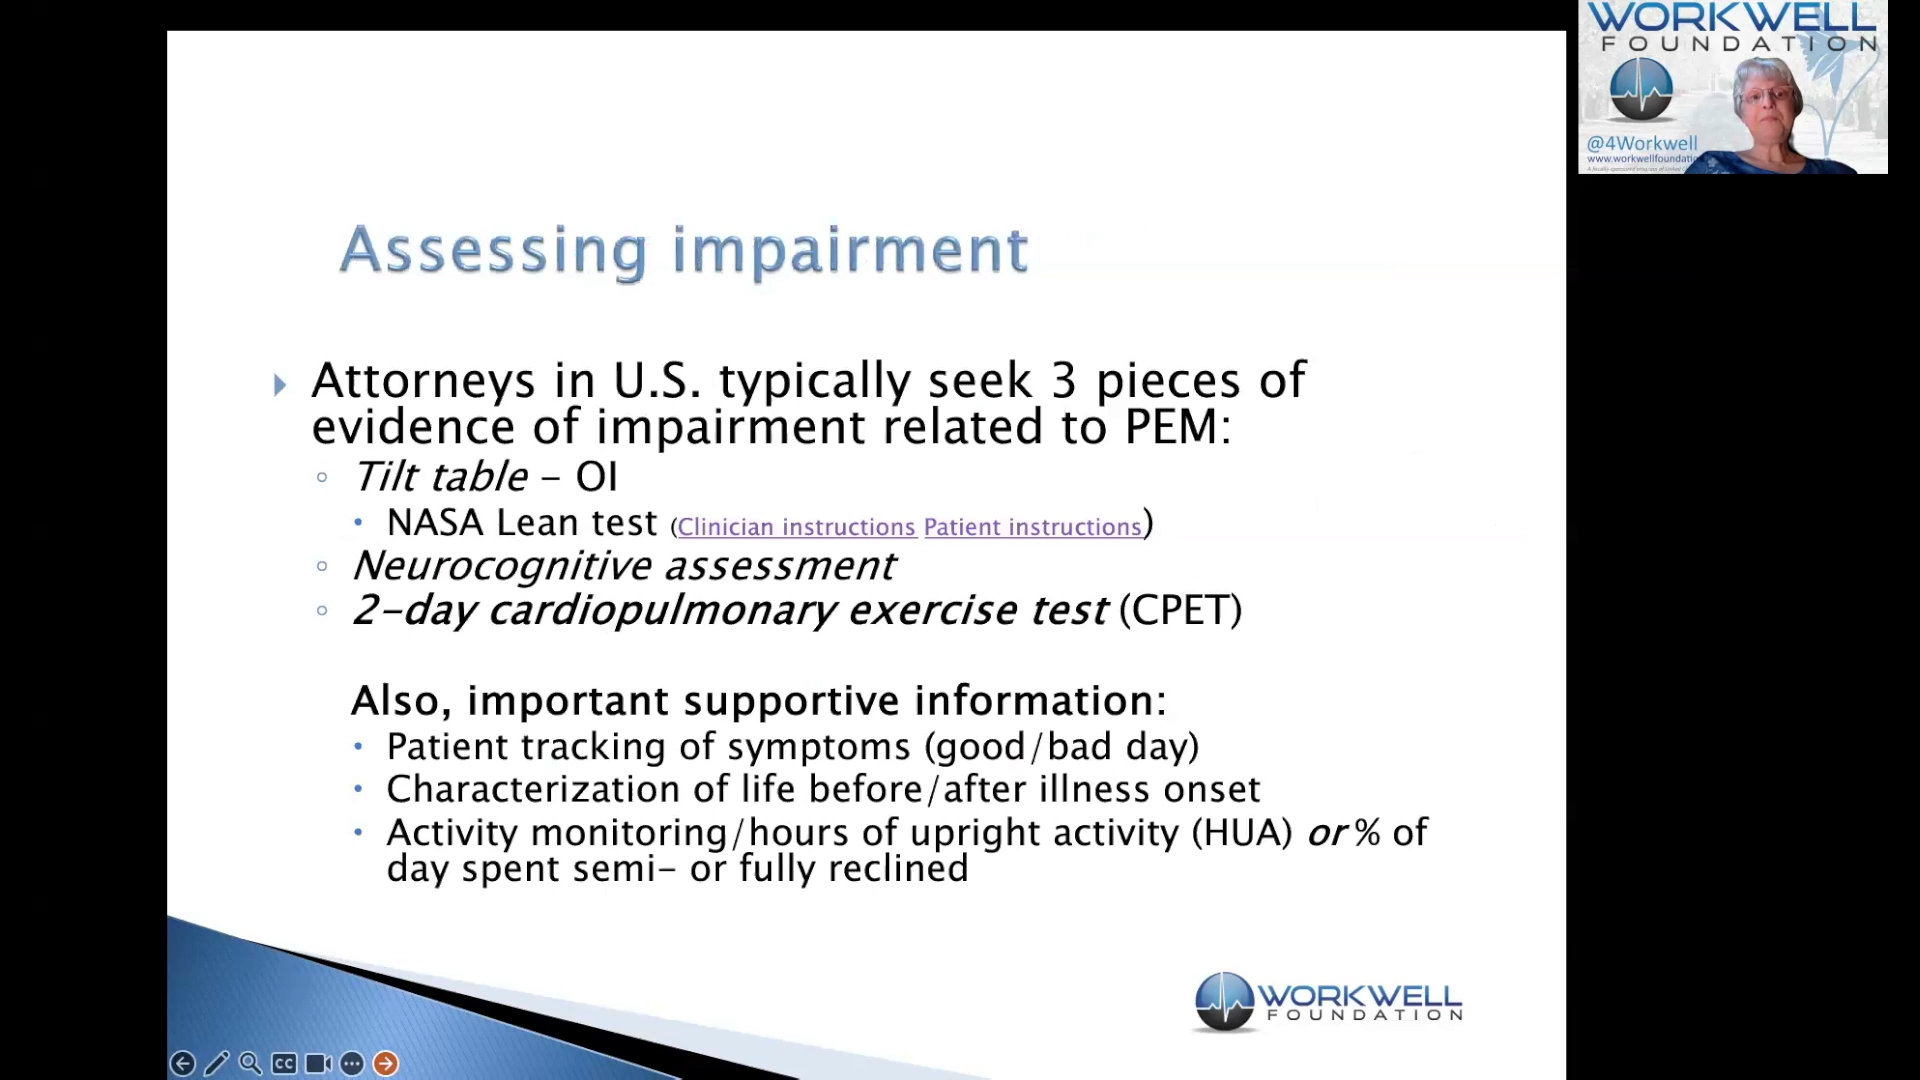 WORKWELL
FOUNDATION
@4Workwell
www.workwellfoundatio
Assessing impairment
Attorneys in U.S. typically seek 3 pieces of
evidence of impairment related to PEM:
Tilt table – OI
NASA Lean test (Clinician instructions Patient instructions)
Neurocognitive assessment
2-day cardiopulmonary exercise test (CPET)
Also, important supportive information:
Patient tracking of symptoms (good/bad day)
Characterization of life before/after illness onset
Activity monitoring/hours of upright activity (HUA) or % of
day spent semi- or fully reclined
WORKWELL
FOUNDATION
CC